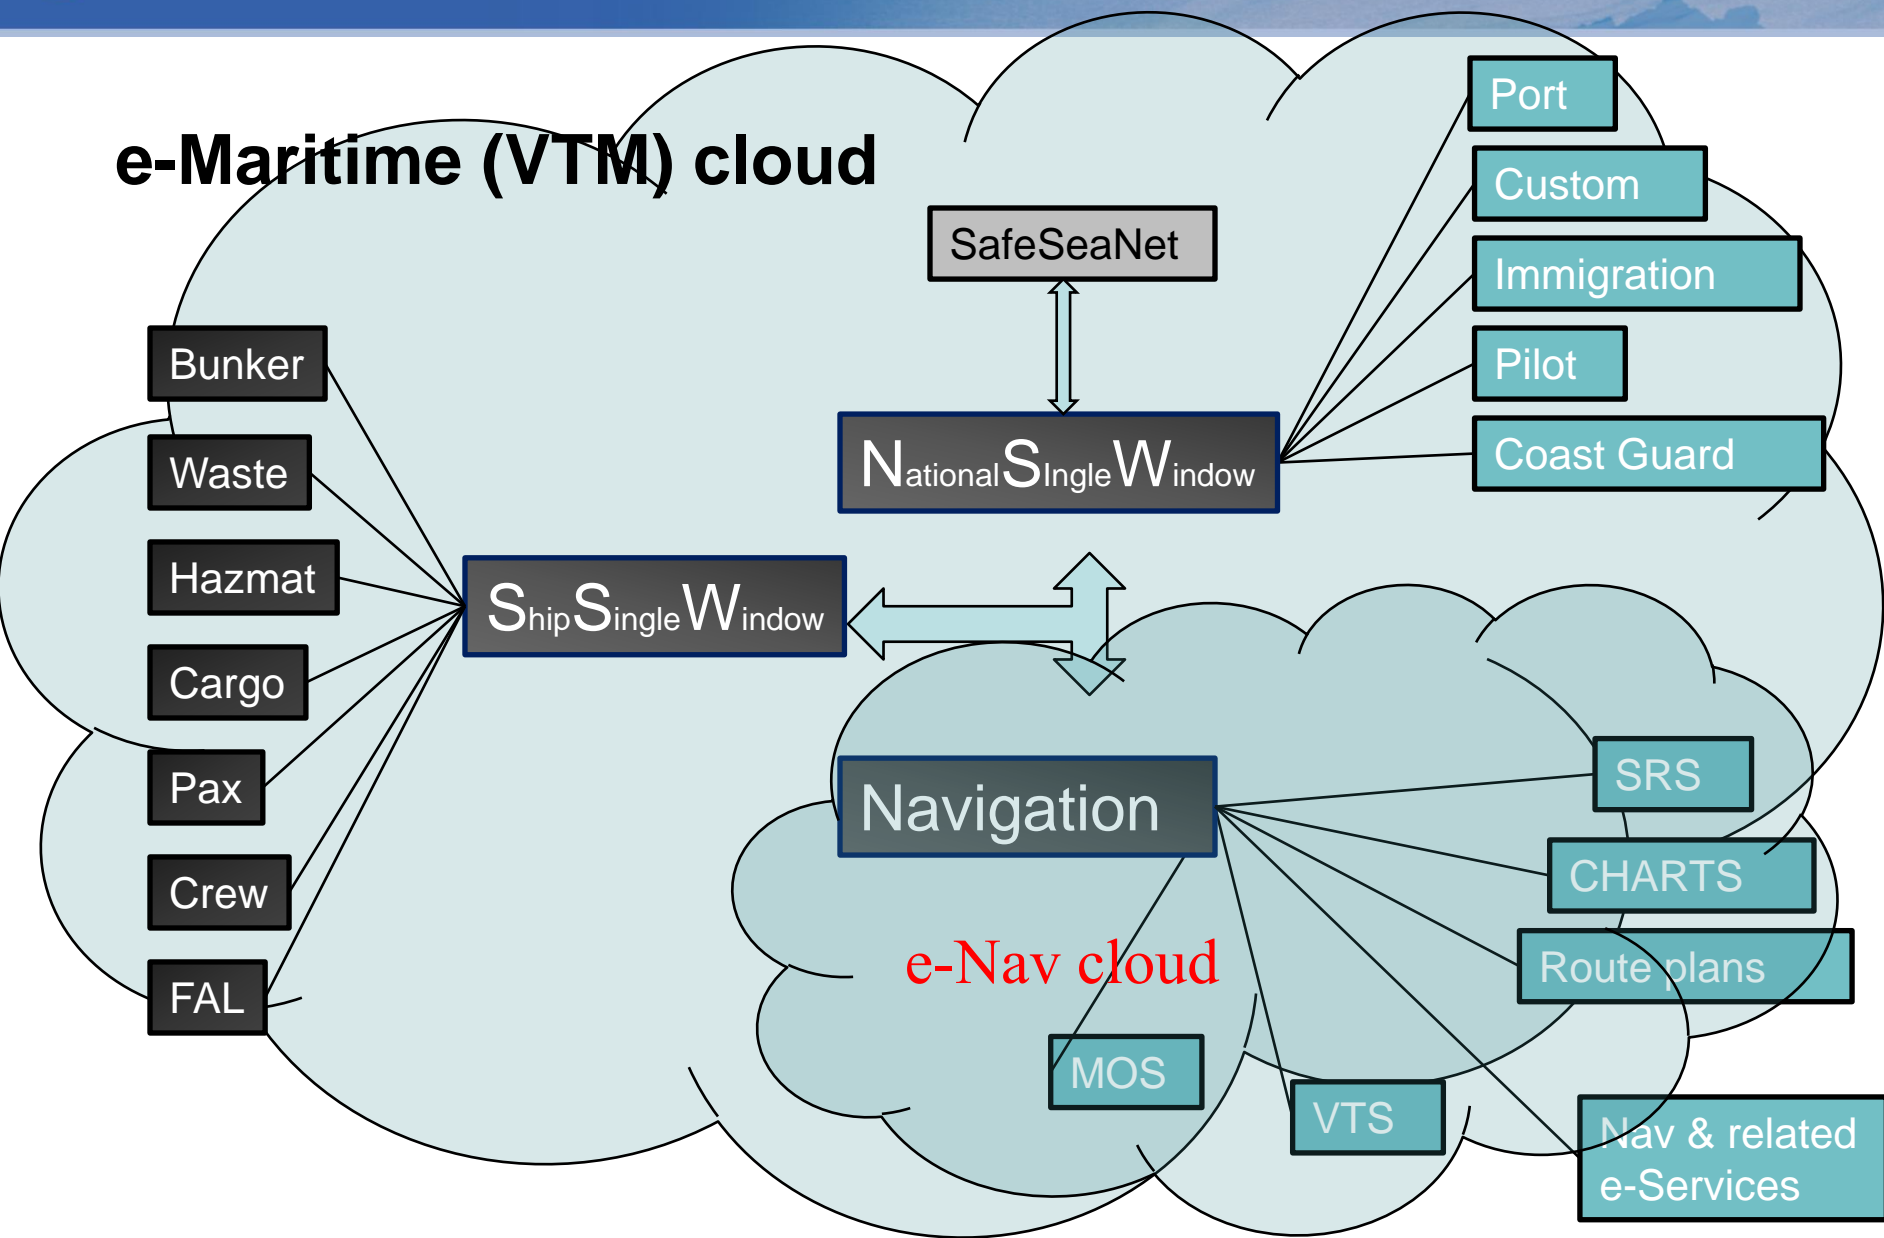 e-Maritime (VTM) cloud
Port
Custom
SafeSeaNet
Immigration
Bunker
Pilot
Waste
NationalSIngleWindow
Coast Guard
Hazmat
ShipSingleWindow
Cargo
Pax
Navigation
SRS
Crew
CHARTS
e-Nav cloud
Route plans
FAL
MOS
VTS
Nav & related
e-Services